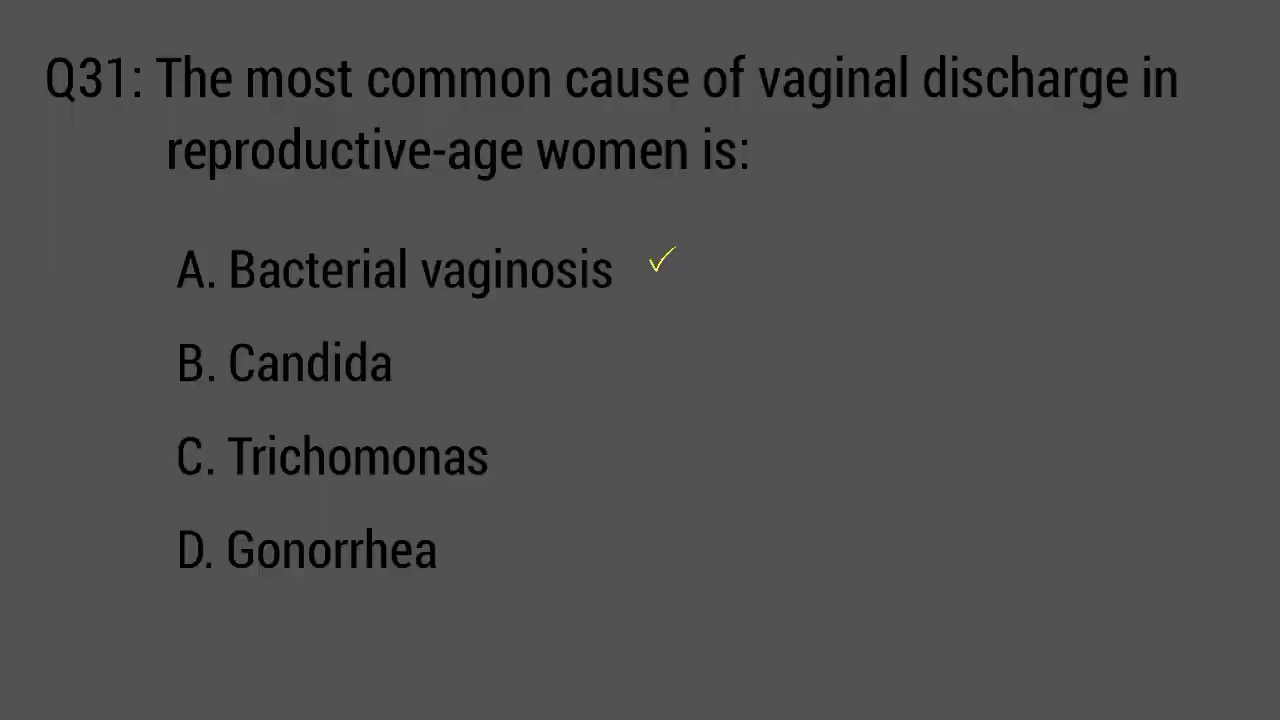 Q31: The most common cause of vaginal discharge in
reproductive-age women is:
A. Bacterial vaginosis ✓
B. Candida
C. Trichomonas
D. Gonorrhea